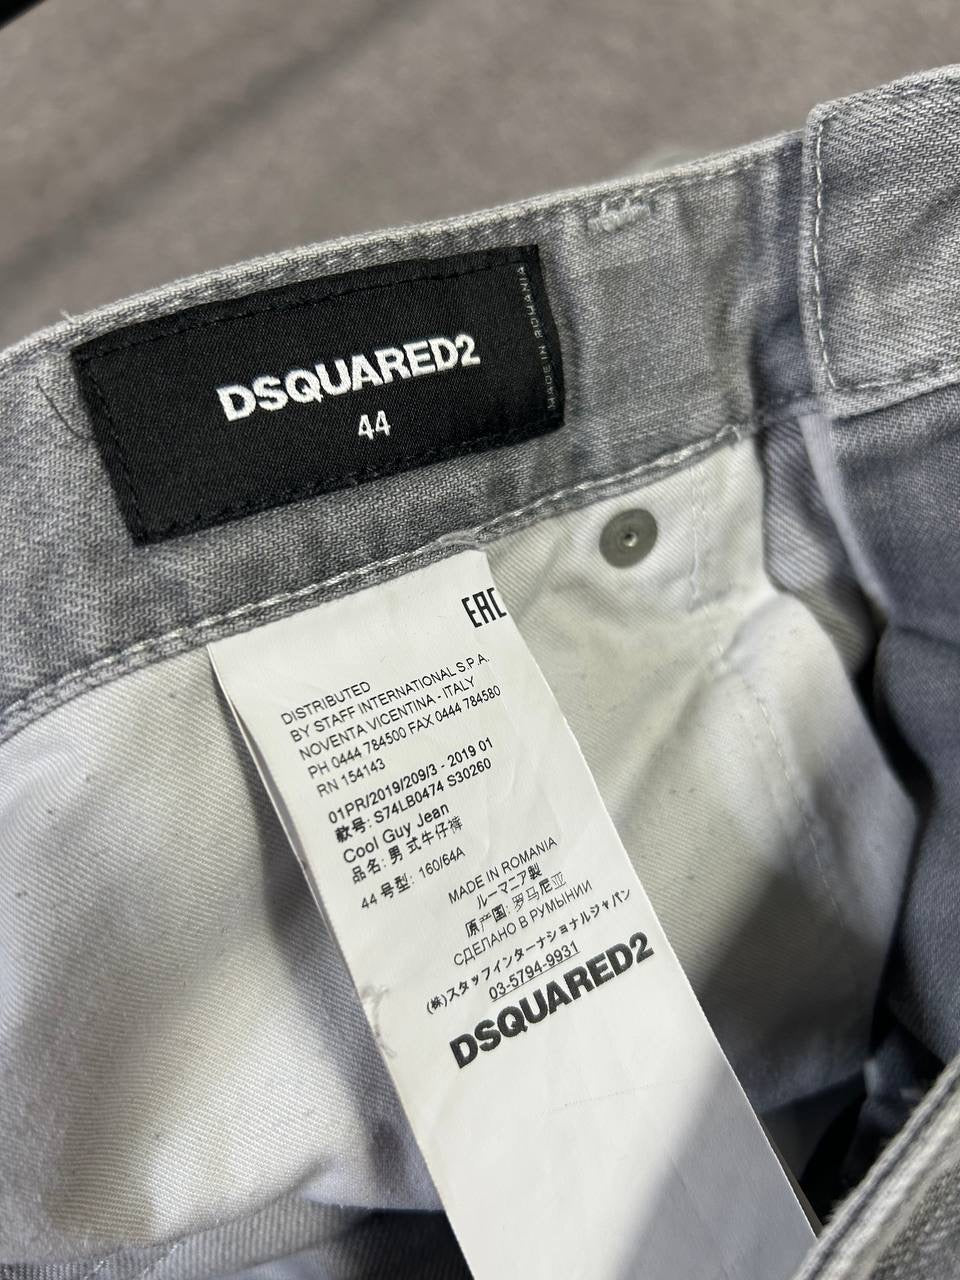 DSQUARED2
44
MADE IN ROMANIA
EAC
DISTRIBUTED
BY STAFF INTERNATIONAL S.P.A.
NOVENTA VICENTINA - ITALY
PH 0444 784500 FAX 0444 784580
RN 154143
01PR/2019/209/3 - 2019 01
款号: S74LB0474 S30260
Cool Guy Jean
品名: 男式牛仔裤
44 号型: 160/64A
MADE IN ROMANIA
ルーマニア製
原产国: 罗马尼亚
СДЕЛАНО В РУМЫНИИ
(株)スタッフインターナショナルジャパン
03-5794-9931
DSQUARED2